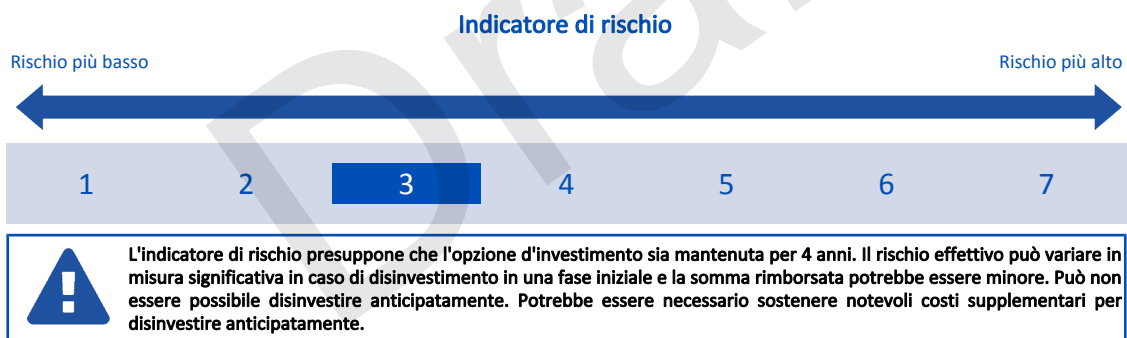 Indicatore di rischio
Rischio più basso
Rischio più alto
1 2 3 4 5 6 7
L'indicatore di rischio presuppone che l'opzione d'investimento sia mantenuta per 4 anni. Il rischio effettivo può variare in
misura significativa in caso di disinvestimento in una fase iniziale e la somma rimborsata potrebbe essere minore. Può non
essere possibile disinvestire anticipatamente. Potrebbe essere necessario sostenere notevoli costi supplementari per
disinvestire anticipatamente.